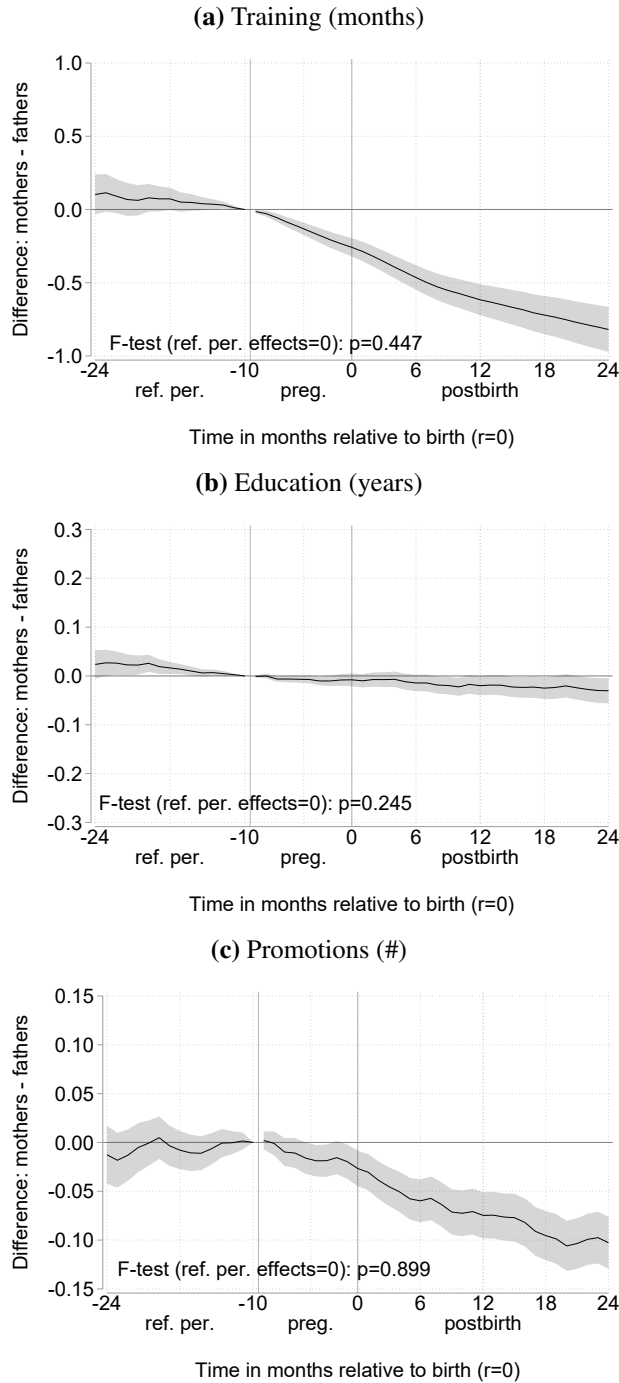 (a) Training (months)
1.0
0.5
0.0
-0.5
-1.0
Difference: mothers - fathers
F-test (ref. per. effects=0): p=0.447
-24 -10 0 6 12 18 24
ref. per. preg. postbirth
Time in months relative to birth (r=0)
(b) Education (years)
0.3
0.2
0.1
0.0
-0.1
-0.2
-0.3
Difference: mothers - fathers
F-test (ref. per. effects=0): p=0.245
-24 -10 0 6 12 18 24
ref. per. preg. postbirth
Time in months relative to birth (r=0)
(c) Promotions (#)
0.15
0.10
0.05
0.00
-0.05
-0.10
-0.15
Difference: mothers - fathers
F-test (ref. per. effects=0): p=0.899
-24 -10 0 6 12 18 24
ref. per. preg. postbirth
Time in months relative to birth (r=0)